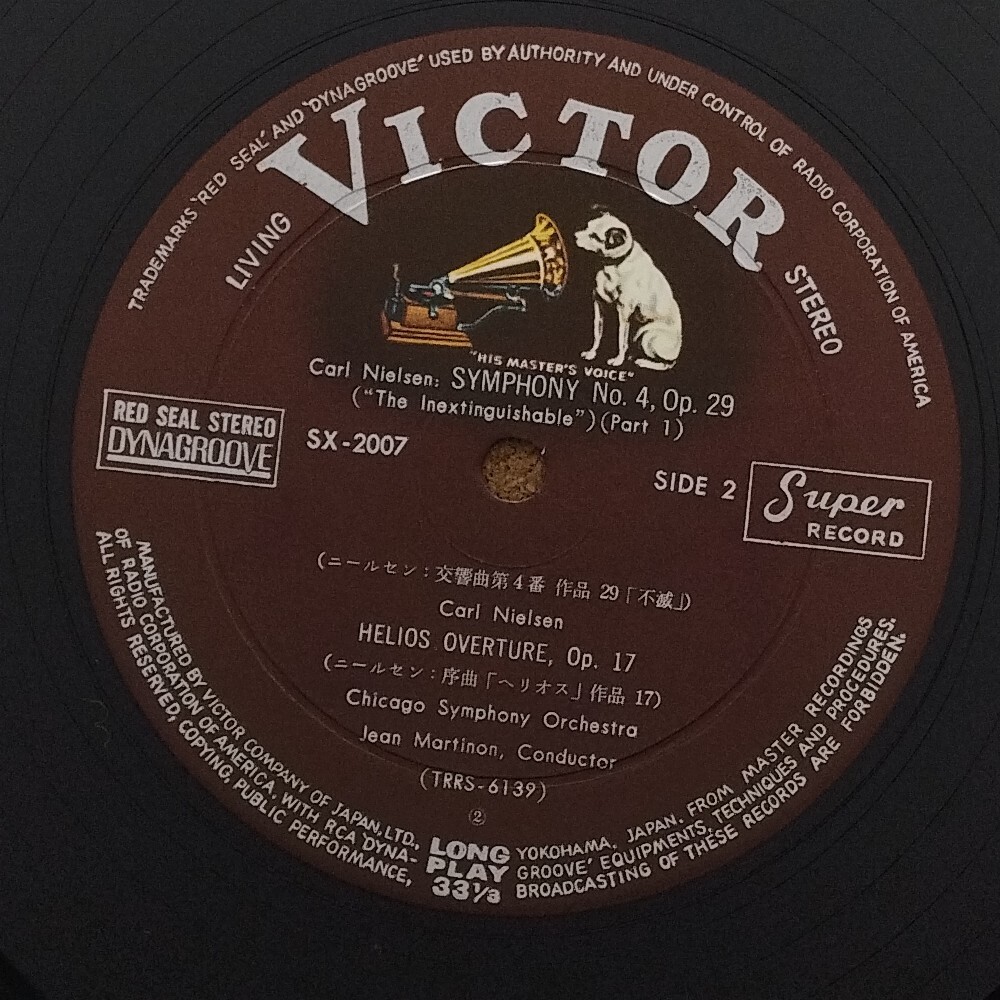 TRADEMARKS 'RED SEAL' AND 'DYNAGROOVE' USED BY AUTHORITY AND UNDER CONTROL OF RADIO CORPORATION OF AMERICA
VICTOR
LIVING
STEREO
"HIS MASTER'S VOICE"
Carl Nielsen: SYMPHONY No. 4, Op. 29
("The Inextinguishable") (Part 1)
RED SEAL STEREO
DYNAGROOVE
SX-2007
SIDE 2
Super
RECORD
(ニールセン：交響曲第4番 作品 29「不滅」)
Carl Nielsen
HELIOS OVERTURE, Op. 17
(ニールセン：序曲「ヘリオス」作品 17)
Chicago Symphony Orchestra
Jean Martinon, Conductor
(TRRS-6139)
②
LONG
PLAY
33⅓
MANUFACTURED BY VICTOR COMPANY OF JAPAN, LTD., YOKOHAMA, JAPAN. FROM MASTER RECORDINGS
OF RADIO CORPORATION OF AMERICA. WITH RCA 'DYNA-GROOVE' EQUIPMENTS, TECHNIQUES AND PROCEDURES.
ALL RIGHTS RESERVED, COPYING, PUBLIC PERFORMANCE, BROADCASTING OF THESE RECORDS ARE FORBIDDEN.